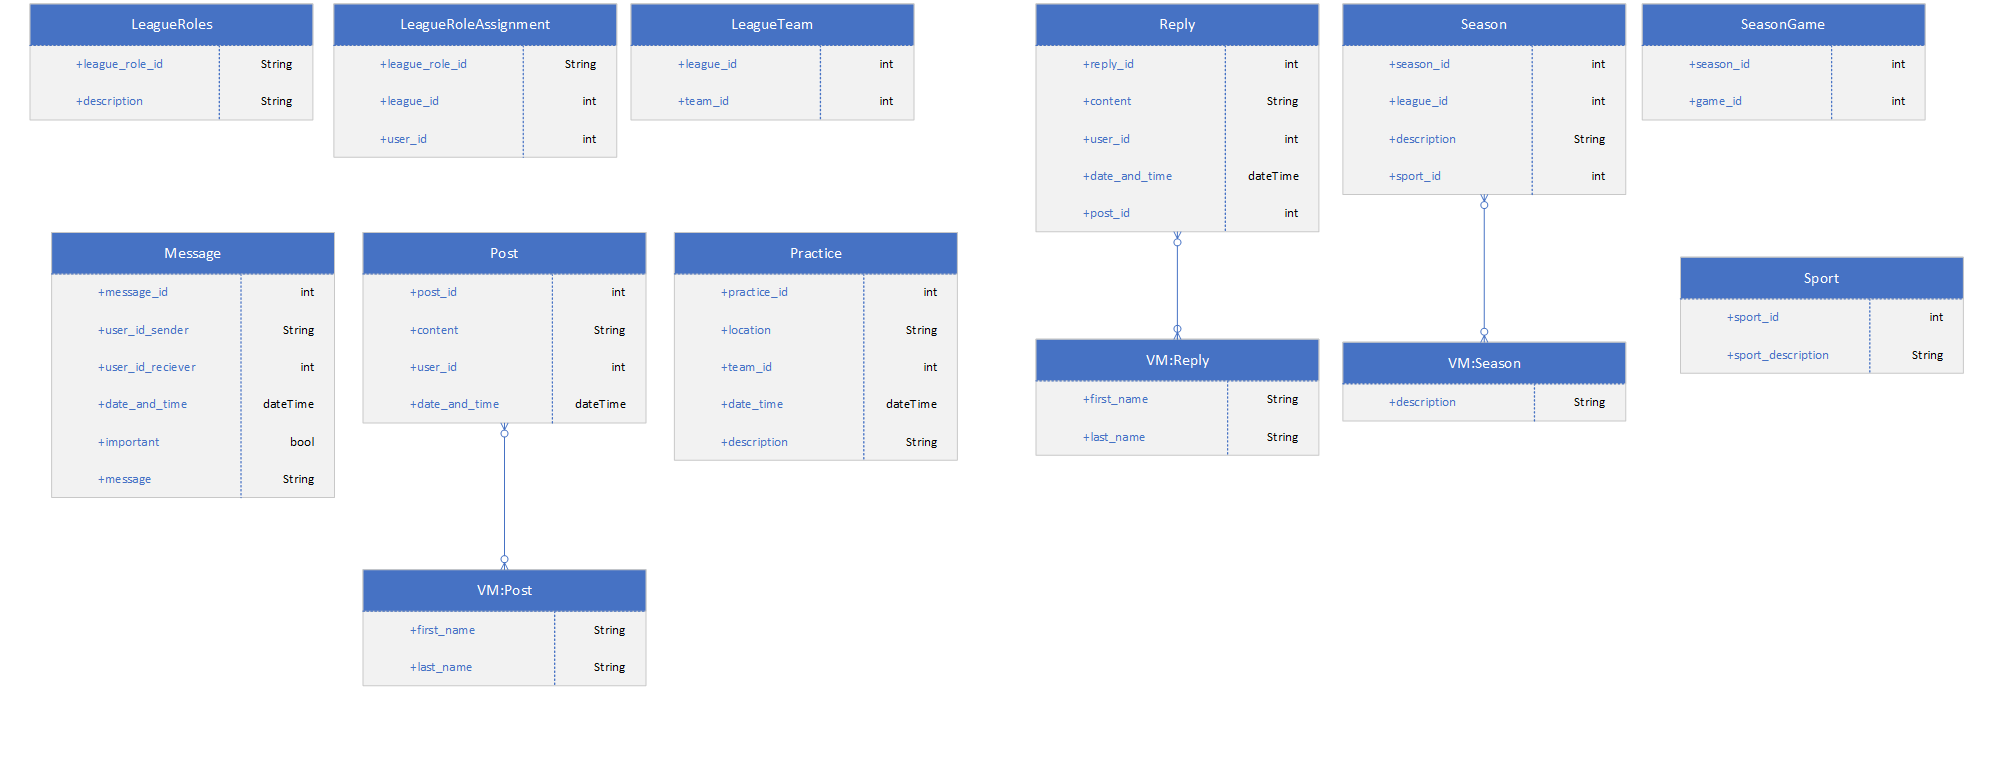 LeagueRoles
+league_role_id String
+description String
LeagueRoleAssignment
+league_role_id String
+league_id int
+user_id int
LeagueTeam
+league_id int
+team_id int
Reply
+reply_id int
+content String
+user_id int
+date_and_time dateTime
+post_id int
Season
+season_id int
+league_id int
+description String
+sport_id int
SeasonGame
+season_id int
+game_id int
Message
+message_id int
+user_id_sender String
+user_id_reciever int
+date_and_time dateTime
+important bool
+message String
Post
+post_id int
+content String
+user_id int
+date_and_time dateTime
Practice
+practice_id int
+location String
+team_id int
+date_time dateTime
+description String
VM:Reply
+first_name String
+last_name String
VM:Season
+description String
Sport
+sport_id int
+sport_description String
VM:Post
+first_name String
+last_name String